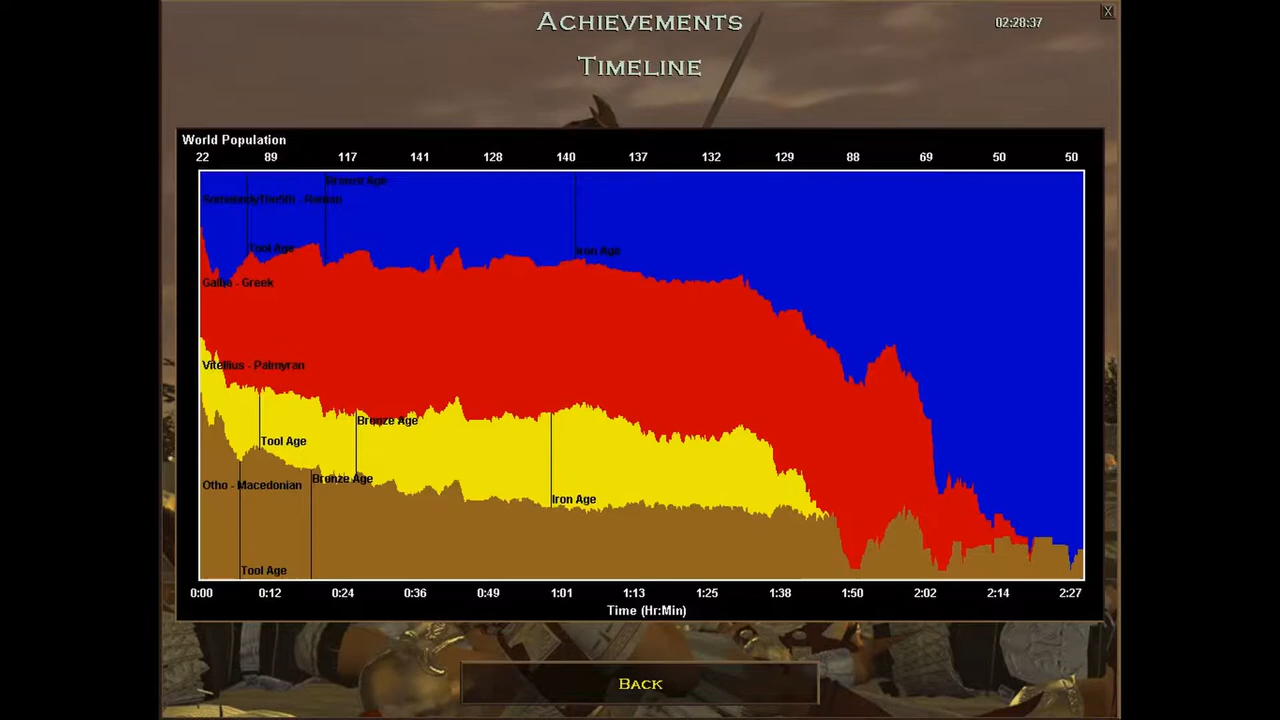 ACHIEVEMENTS
02:28:37
X
TIMELINE
World Population
22 89 117 141 128 140 137 132 129 88 69 50 50
Bronze Age
Tool Age
Iron Age
Galba - Greek
Vitellius - Palmyran
Bronze Age
Tool Age
Bronze Age
Otho - Macedonian
Iron Age
Tool Age
0:00 0:12 0:24 0:36 0:49 1:01 1:13 1:25 1:38 1:50 2:02 2:14 2:27
Time (Hr:Min)
BACK